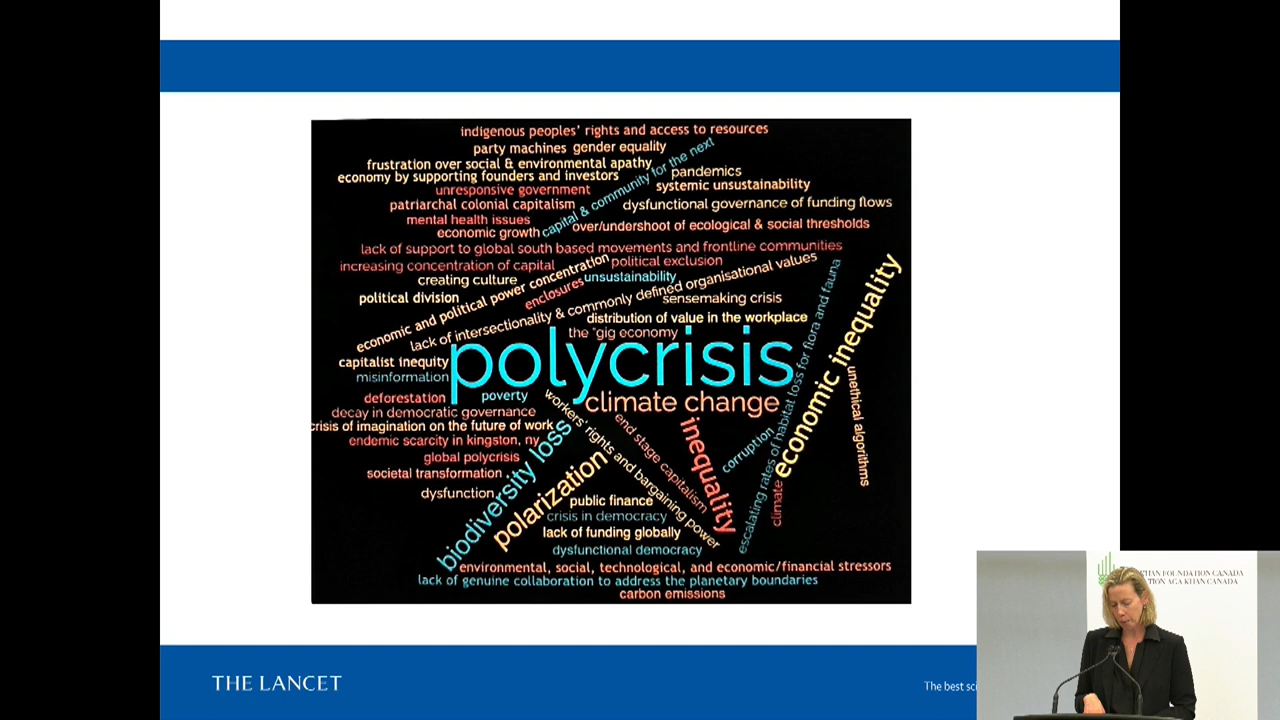 indigenous peoples' rights and access to resources
party machines
gender equality
frustration over social & environmental apathy
capital & community for the next
economy by supporting founders and investors
pandemics
unresponsive government
systemic unsustainability
patriarchal colonial capitalism
dysfunctional governance of funding flows
mental health issues
over/undershoot of ecological & social thresholds
economic growth
lack of support to global south based movements and frontline communities
increasing concentration of capital
political exclusion
creating culture
unsustainability
economic and political power concentration
enclosures
political division
sensemaking crisis
lack of intersectionality & commonly defined organisational values
distribution of value in the workplace
the "gig economy
polycrisis
capitalist inequity
misinformation
poverty
climate change
deforestation
decay in democratic governance
crisis of imagination on the future of work
endemic scarcity in kingston, ny
global polycrisis
societal transformation
dysfunction
biodiversity loss
polarization
workers' rights and bargaining power
end stage capitalism
inequality
corruption
climate
escalating rates of habitat loss for flora and fauna
economic inequality
unethical algorithms
public finance
crisis in democracy
lack of funding globally
dysfunctional democracy
environmental, social, technological, and economic/financial stressors
lack of genuine collaboration to address the planetary boundaries
carbon emissions
THE LANCET
The best
KHAN FOUNDATION CANADA
AGA KHAN CANADA